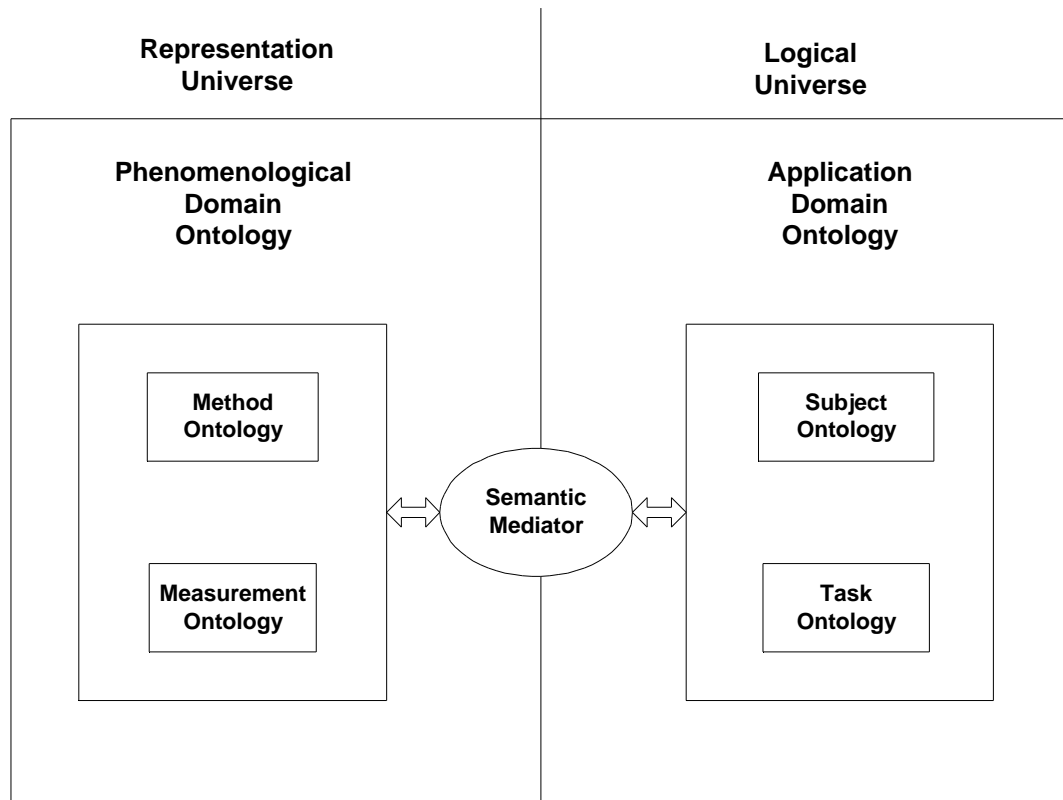 Representation
Universe
Logical
Universe
Phenomenological
Domain
Ontology
Application
Domain
Ontology
Method
Ontology
Subject
Ontology
Semantic
Mediator
Measurement
Ontology
Task
Ontology